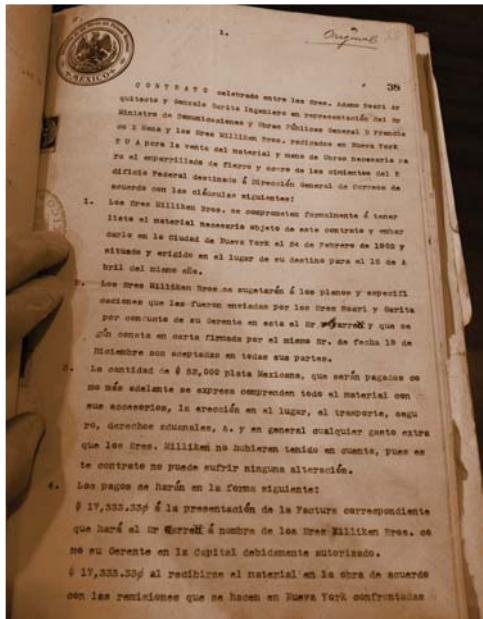 1.
Original
MEXICO
38
CONTRATO celebrado entre los Sres. Adamo Boari Ar
quitecto y Gonzalo Garita Ingeniero en representación del Sr
Ministro de Comunicaciones y Obras Públicas General D Francis
co Z Mena y los Sres Milliken Bros. radicados en Nueva York
E U A para la venta del material y mano de Obras necesaria pa
ra el emparrillado de fierro y acero de los cimientos del E
dificio Federal destinado á Dirección General de Correos de
acuerdo con las cláusulas siguientes:
1. Los Sres Milliken Bros. se comprometen formalmente á tener
listo el material necesario objeto de este contrato y embar
carlo en la Ciudad de Nueva York el 24 de Febrero de 1902 y
situado y erigido en el lugar de su destino para el 15 de A
bril del mismo año.
2. Los Sres Milliken Bros. se sugetarán á los planos y especifi
caciones que les fueron enviadas por los Sres Boari y Garita
por conducto de su Gerente en esta el Sr Garrett y que se
gún consta en carta firmada por el mismo Sr. de fecha 18 de
Diciembre son aceptadas en todas sus partes.
3. La cantidad de $ 52,000 plata Mexicana, que serán pagados co
mo más adelante se expresa comprenden todo el material con
sus accesorios, la erección en el lugar, el trasporte, segu
ro, derechos aduanales, &. y en general cualquier gasto extra
que los Sres. Milliken no hubieren tenido en cuenta, pues es
te contrato no puede sufrir ninguna alteración.
4. Los pagos se harán en la forma siguiente:
$ 17,333.33¢ á la presentación de la Factura correspondiente
que hará el Sr Garrett á nombre de los Sres Milliken Bros. co
mo su Gerente en la Capital debidamente autorizado.
$ 17,333.33¢ al recibirse el material en la obra de acuerdo
con las remisiones que se hacen en Nueva York confrontadas